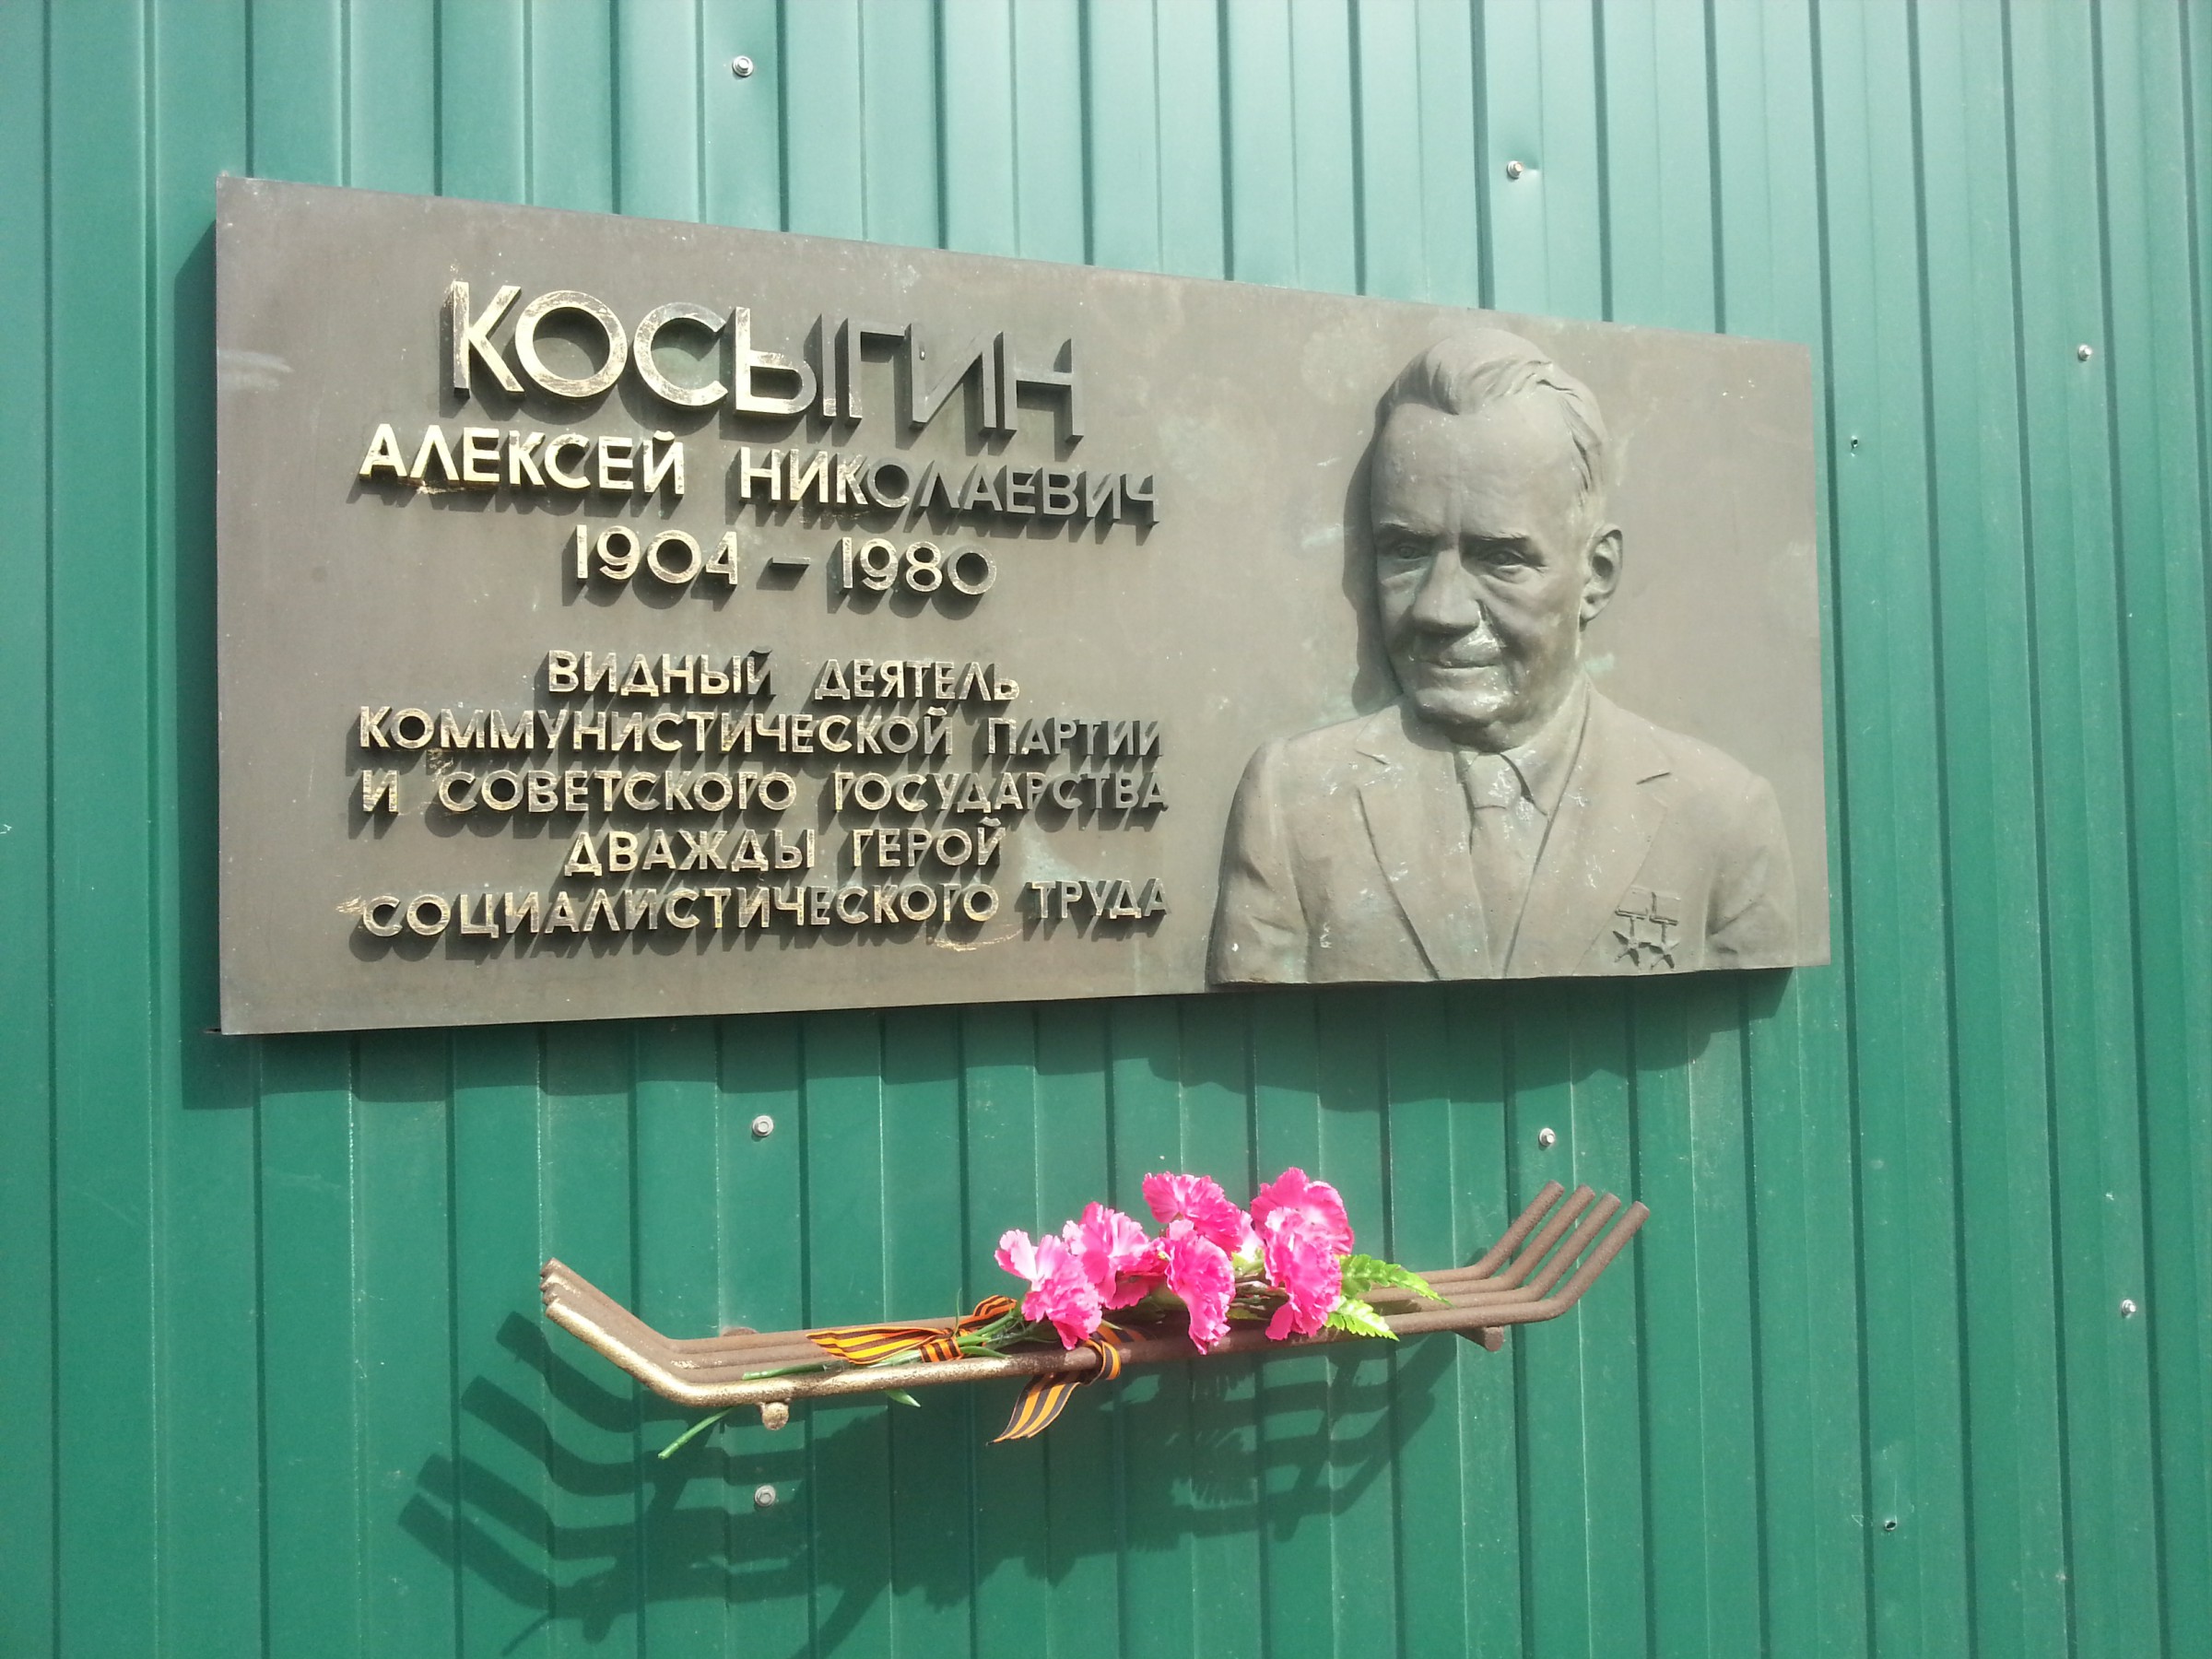 КОСЫГИН
АЛЕКСЕЙ НИКОЛАЕВИЧ
1904 - 1980
ВИДНЫЙ ДЕЯТЕЛЬ
КОММУНИСТИЧЕСКОЙ ПАРТИИ
И СОВЕТСКОГО ГОСУДАРСТВА
ДВАЖДЫ ГЕРОЙ
СОЦИАЛИСТИЧЕСКОГО ТРУДА